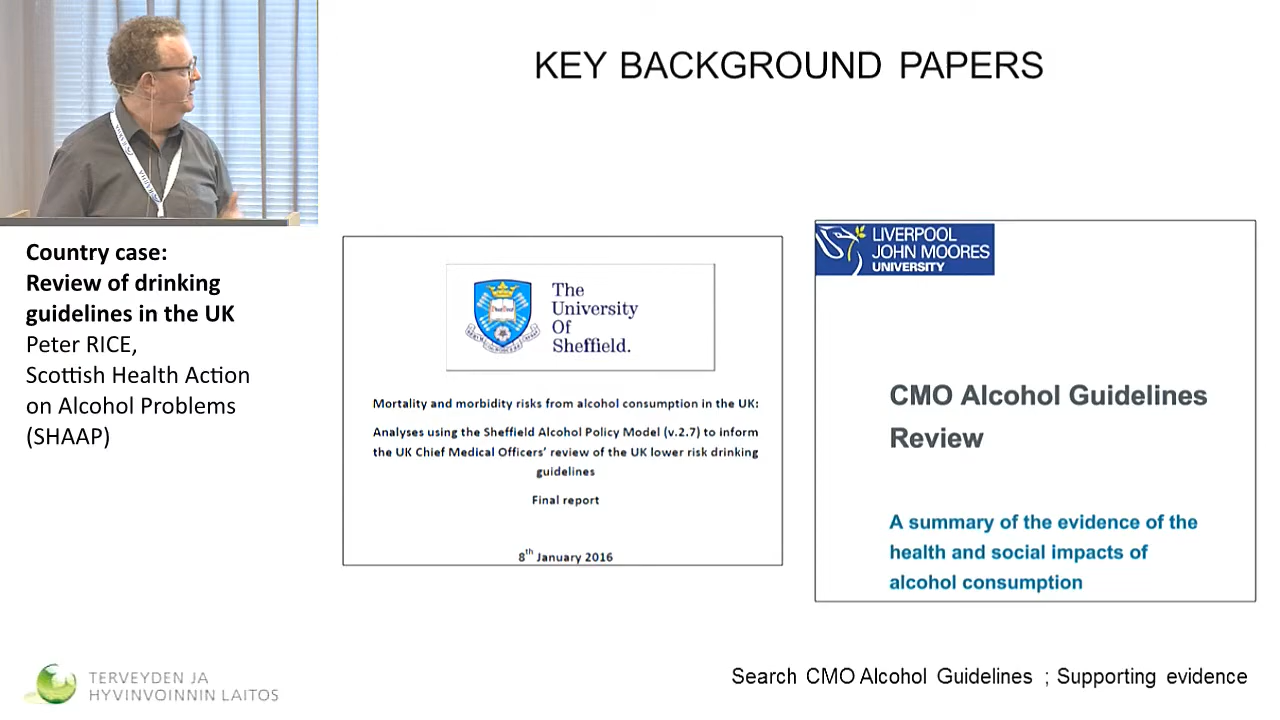 KEY BACKGROUND PAPERS
Country case:
Review of drinking
guidelines in the UK
Peter RICE,
Scottish Health Action
on Alcohol Problems
(SHAAP)
The
University
Of
Sheffield.
Mortality and morbidity risks from alcohol consumption in the UK:
Analyses using the Sheffield Alcohol Policy Model (v.2.7) to inform
the UK Chief Medical Officers' review of the UK lower risk drinking
guidelines
Final report
8th January 2016
LIVERPOOL
JOHN MOORES
UNIVERSITY
CMO Alcohol Guidelines
Review
A summary of the evidence of the
health and social impacts of
alcohol consumption
TERVEYDEN JA
HYVINVOINNIN LAITOS
Search CMO Alcohol Guidelines ; Supporting evidence